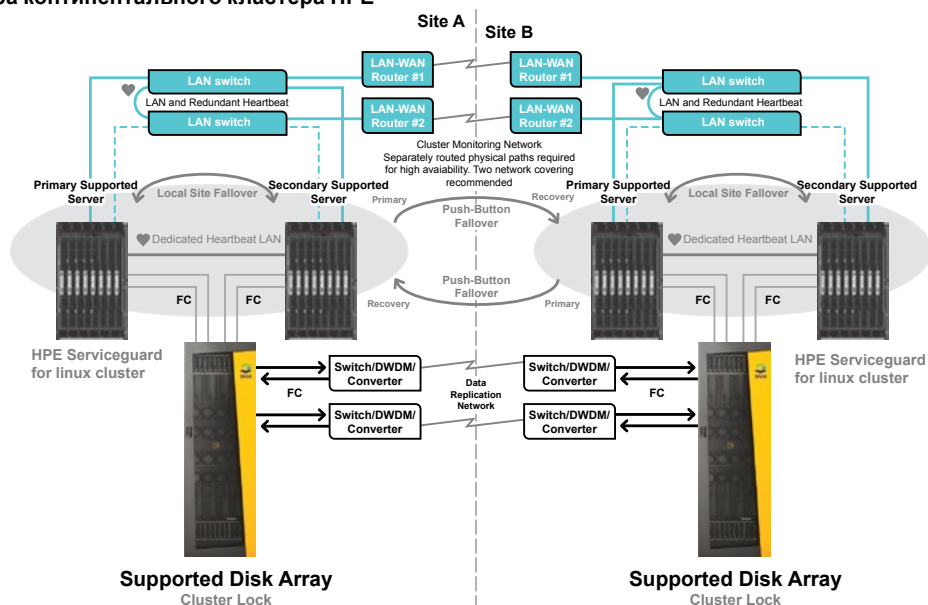 за континентального кластера HPE
Site A
Site B
LAN switch
LAN-WAN
Router #1
LAN-WAN
Router #1
LAN switch
LAN and Redundant Heartbeat
LAN and Redundant Heartbeat
LAN switch
LAN-WAN
Router #2
LAN-WAN
Router #2
LAN switch
Cluster Monitoring Network
Separately routed physical paths required
for high avaiability. Two network covering
recommended
Primary Supported
Server
Local Site Fallover
Secondary Supported
Server
Primary
Recovery
Push-Button
Fallover
Primary Supported
Server
Local Site Fallover
Secondary Supported
Server
Dedicated Heartbeat LAN
Dedicated Heartbeat LAN
Push-Button
Fallover
Recovery
Primary
FC
FC
FC
FC
HPE Serviceguard
for linux cluster
HPE Serviceguard
for linux cluster
Switch/DWDM/
Converter
Switch/DWDM/
Converter
FC
Data
Replication
Network
FC
Switch/DWDM/
Converter
Switch/DWDM/
Converter
Supported Disk Array
Cluster Lock
Supported Disk Array
Cluster Lock